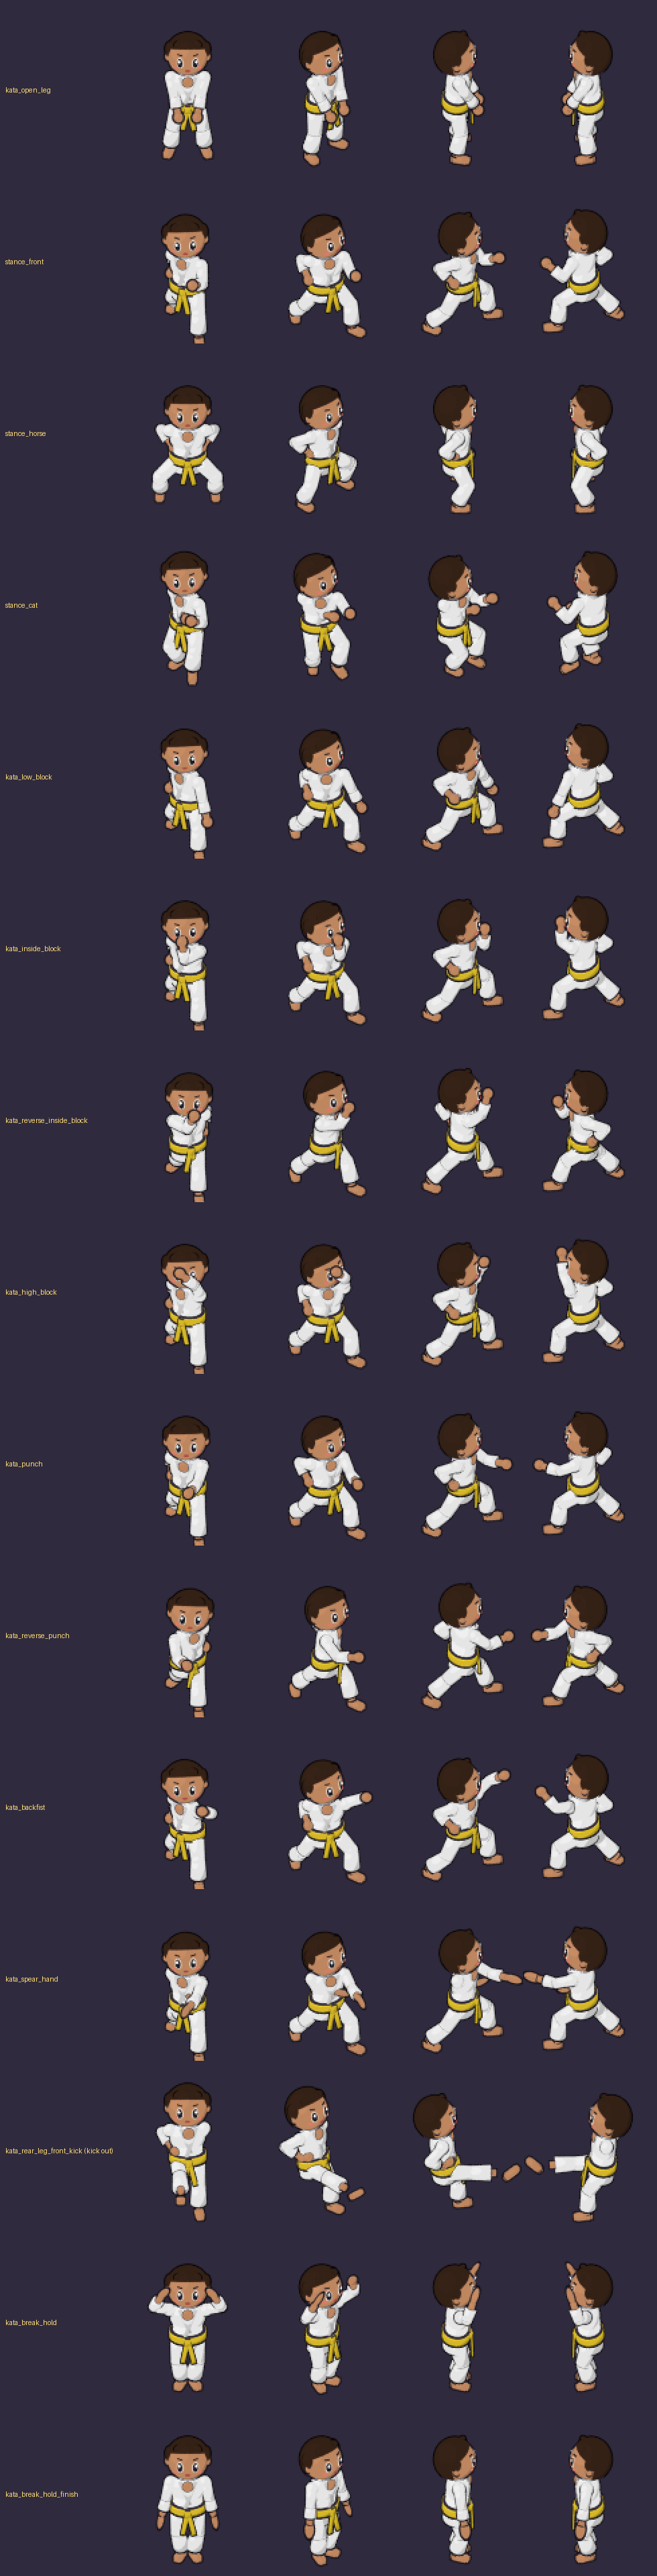 kata_open_leg
stance_front
stance_horse
stance_cat
kata_low_block
kata_inside_block
kata_reverse_inside_block
kata_high_block
kata_punch
kata_reverse_punch
kata_backfist
kata_spear_hand
kata_rear_leg_front_kick (kick out)
kata_break_hold
kata_break_hold_finish